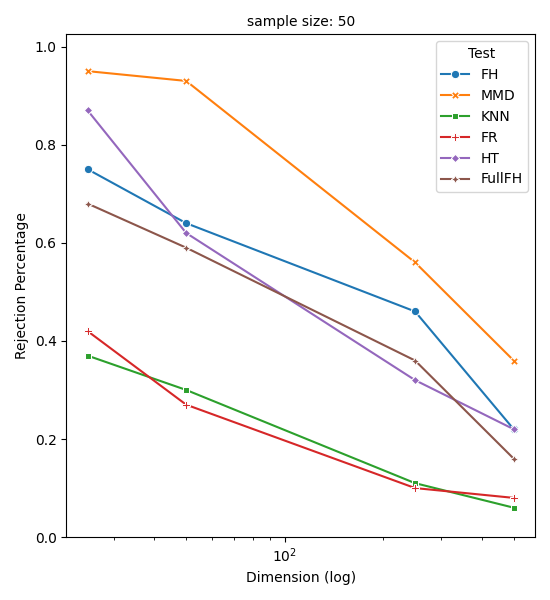 sample size: 50
1.0
0.8
0.6
0.4
0.2
0.0
Rejection Percentage
Test
FH
MMD
KNN
FR
HT
FullFH
10²
Dimension (log)